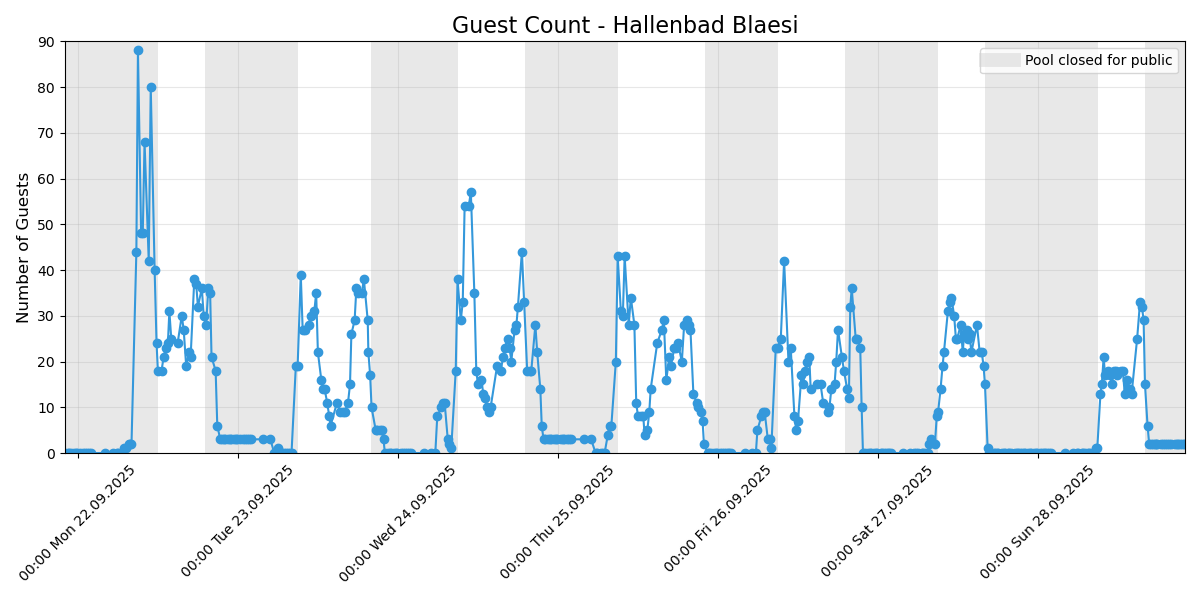 Guest Count - Hallenbad Blaesi
Pool closed for public
Number of Guests
90
80
70
60
50
40
30
20
10
0
00:00 Mon 22.09.2025
00:00 Tue 23.09.2025
00:00 Wed 24.09.2025
00:00 Thu 25.09.2025
00:00 Fri 26.09.2025
00:00 Sat 27.09.2025
00:00 Sun 28.09.2025